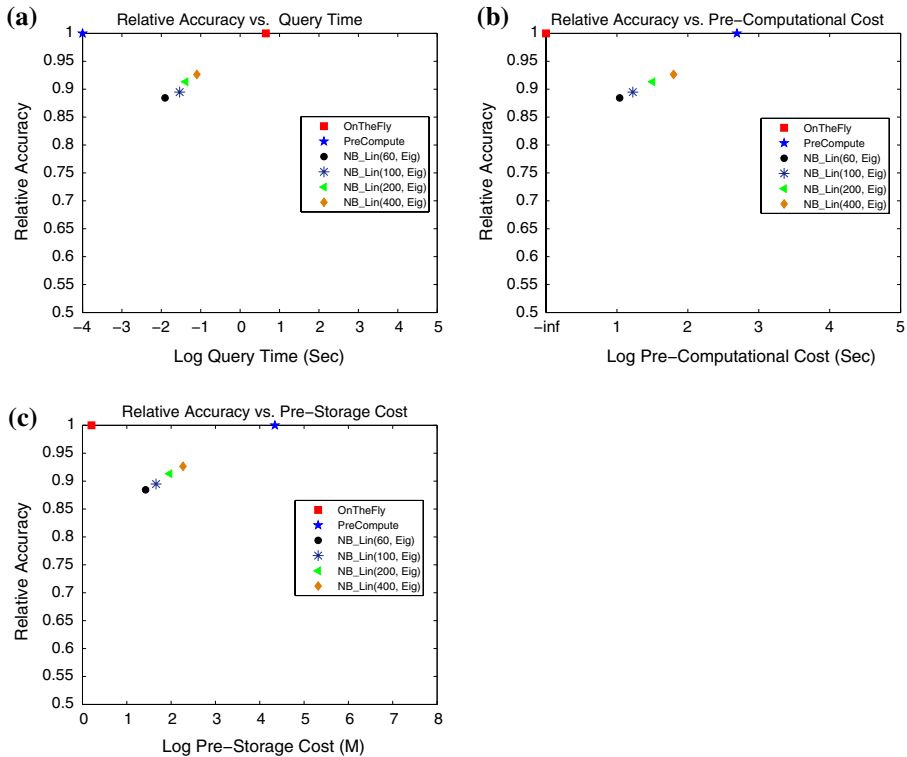 (a)
Relative Accuracy vs. Query Time
1
0.95
0.9
0.85
0.8
0.75
0.7
0.65
0.6
0.55
0.5
Relative Accuracy
OnTheFly
PreCompute
NB_Lin(60, Eig)
NB_Lin(100, Eig)
NB_Lin(200, Eig)
NB_Lin(400, Eig)
−4 −3 −2 −1 0 1 2 3 4 5
Log Query Time (Sec)
(b)
Relative Accuracy vs. Pre−Computational Cost
1
0.95
0.9
0.85
0.8
0.75
0.7
0.65
0.6
0.55
0.5
Relative Accuracy
OnTheFly
PreCompute
NB_Lin(60, Eig)
NB_Lin(100, Eig)
NB_Lin(200, Eig)
NB_Lin(400, Eig)
−inf 1 2 3 4 5
Log Pre−Computational Cost (Sec)
(c)
Relative Accuracy vs. Pre−Storage Cost
1
0.95
0.9
0.85
0.8
0.75
0.7
0.65
0.6
0.55
0.5
Relative Accuracy
OnTheFly
PreCompute
NB_Lin(60, Eig)
NB_Lin(100, Eig)
NB_Lin(200, Eig)
NB_Lin(400, Eig)
0 1 2 3 4 5 6 7 8
Log Pre−Storage Cost (M)